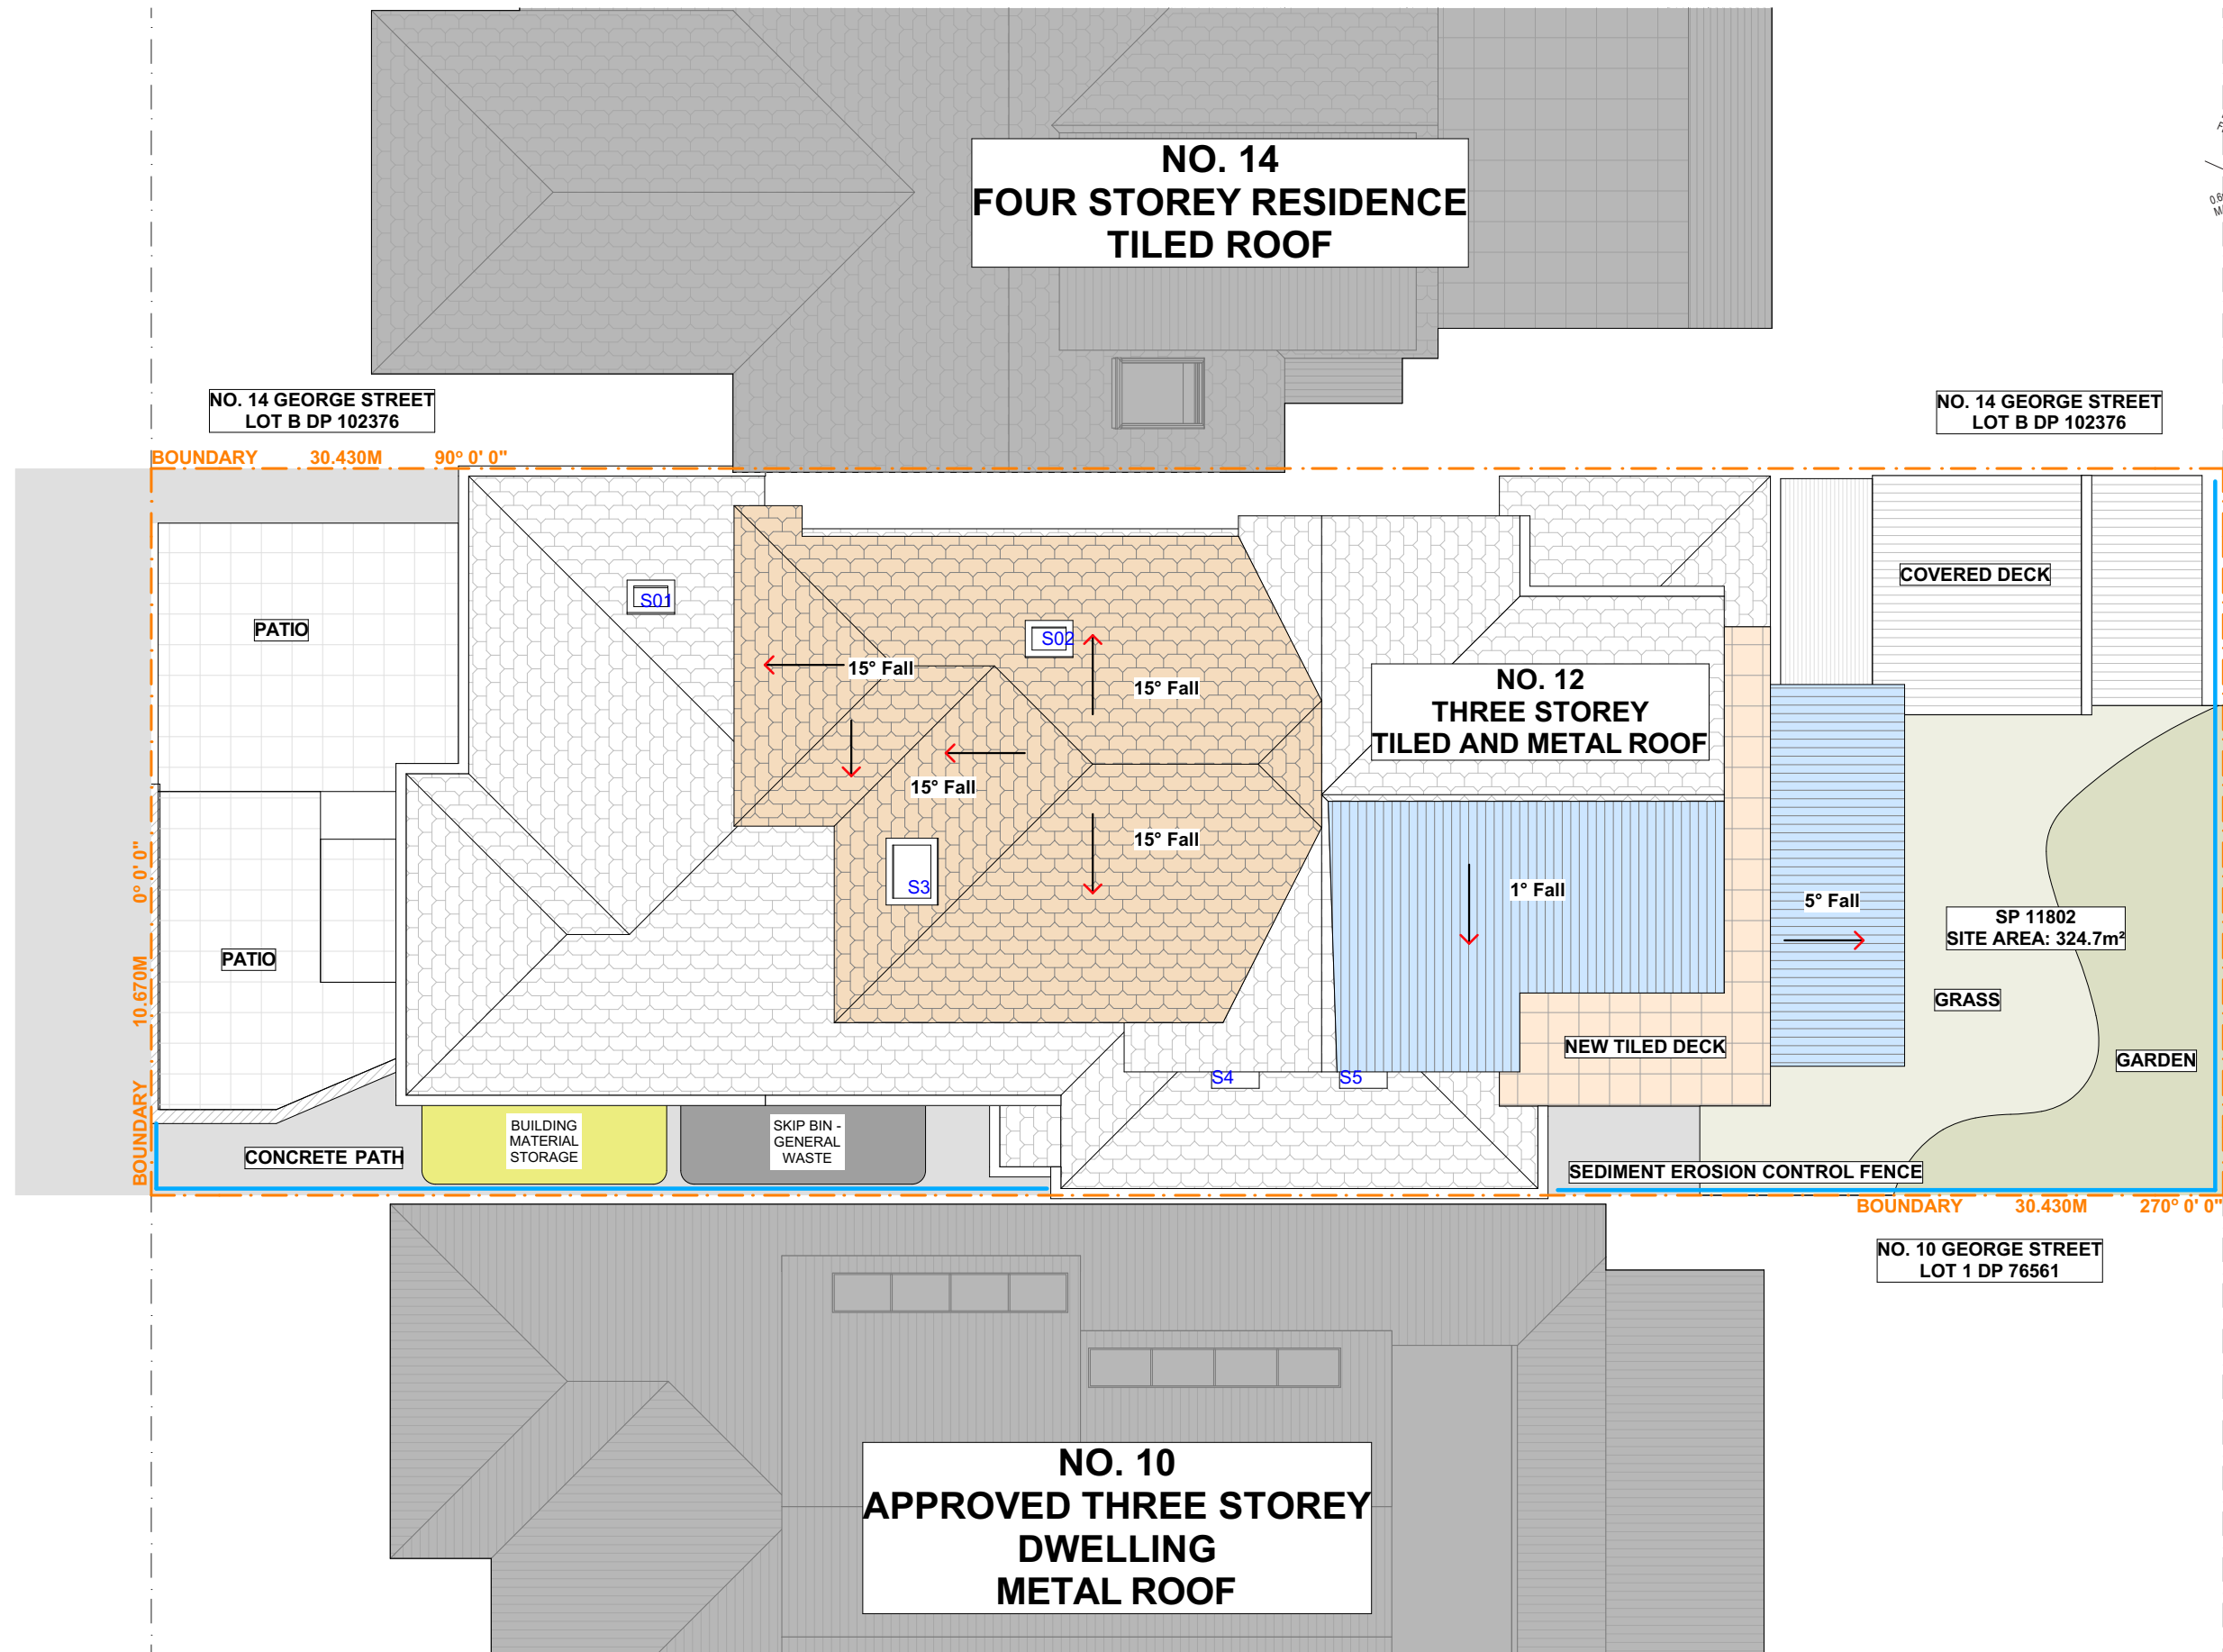 NO. 14
FOUR STOREY RESIDENCE
TILED ROOF
NO. 14 GEORGE STREET
LOT B DP 102376
NO. 14 GEORGE STREET
LOT B DP 102376
BOUNDARY 30.430M 90° 0' 0"
PATIO
S01
S02
COVERED DECK
15° Fall
15° Fall
NO. 12
THREE STOREY
TILED AND METAL ROOF
15° Fall
15° Fall
S3
1° Fall
5° Fall
SP 11802
SITE AREA: 324.7m²
PATIO
GRASS
NEW TILED DECK
GARDEN
S4
S5
BOUNDARY 10.670M 0° 0' 0"
BUILDING
MATERIAL
STORAGE
SKIP BIN -
GENERAL
WASTE
CONCRETE PATH
SEDIMENT EROSION CONTROL FENCE
BOUNDARY 30.430M 270° 0' 0"
NO. 10 GEORGE STREET
LOT 1 DP 76561
NO. 10
APPROVED THREE STOREY
DWELLING
METAL ROOF